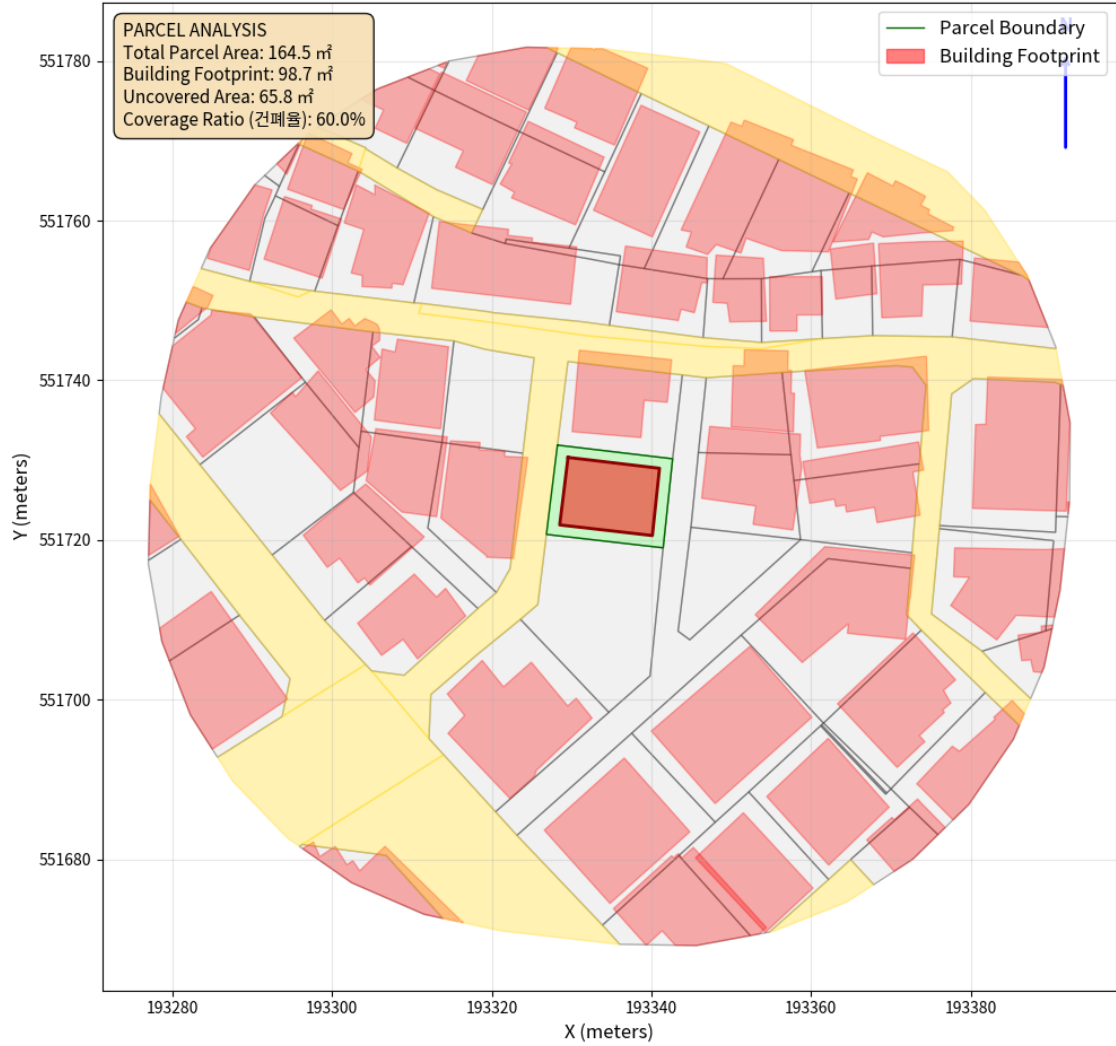 PARCEL ANALYSIS
Total Parcel Area: 164.5 ㎡
Building Footprint: 98.7 ㎡
Uncovered Area: 65.8 ㎡
Coverage Ratio (건폐율): 60.0%
Parcel Boundary
Building Footprint
N
551780
551760
551740
551720
551700
551680
Y (meters)
193280
193300
193320
193340
193360
193380
X (meters)